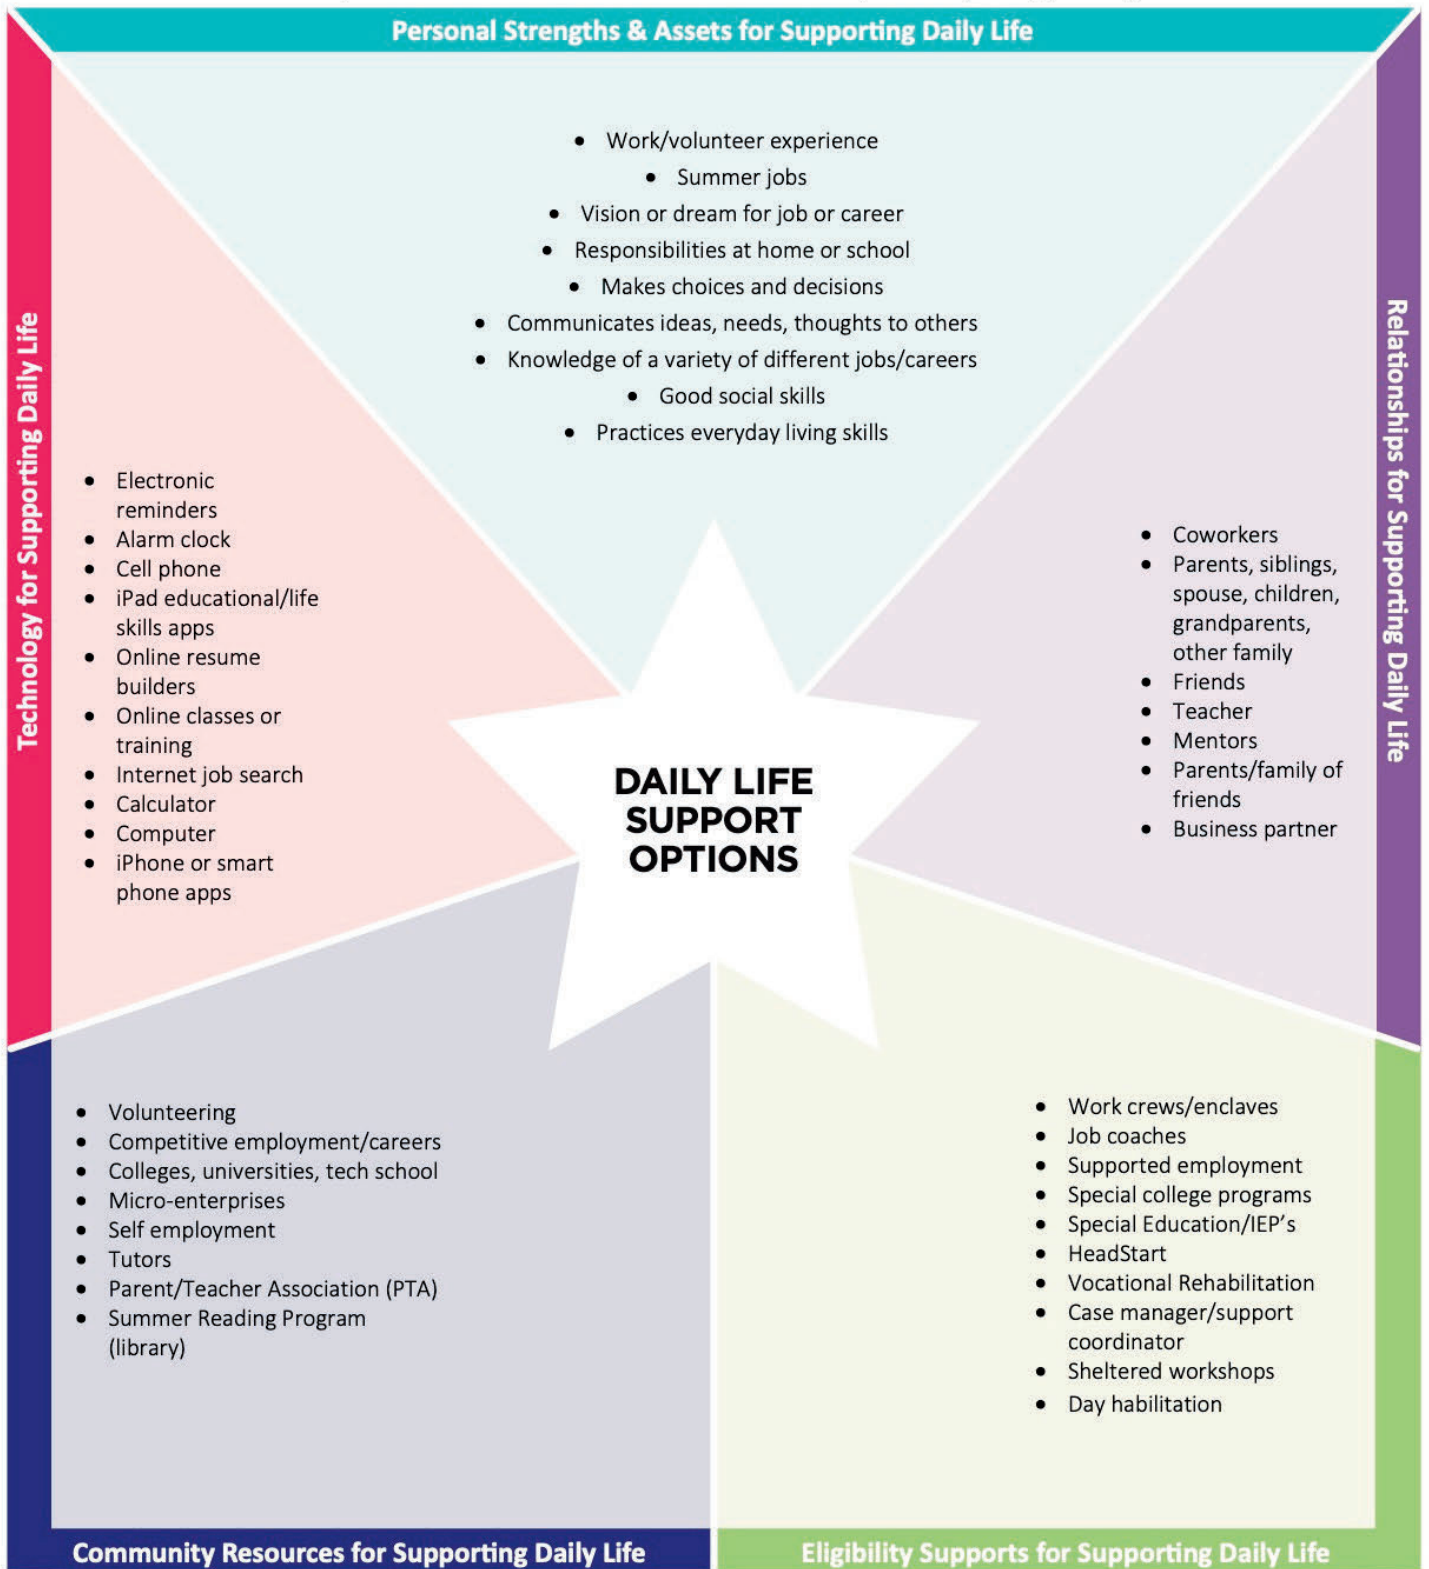 Personal Strengths & Assets for Supporting Daily Life
• Work/volunteer experience
• Summer jobs
• Vision or dream for job or career
• Responsibilities at home or school
• Makes choices and decisions
• Communicates ideas, needs, thoughts to others
• Knowledge of a variety of different jobs/careers
• Good social skills
• Practices everyday living skills
Technology for Supporting Daily Life
• Electronic
reminders
• Alarm clock
• Cell phone
• iPad educational/life
skills apps
• Online resume
builders
• Online classes or
training
• Internet job search
• Calculator
• Computer
• iPhone or smart
phone apps
Relationships for Supporting Daily Life
• Coworkers
• Parents, siblings,
spouse, children,
grandparents,
other family
• Friends
• Teacher
• Mentors
• Parents/family of
friends
• Business partner
DAILY LIFE
SUPPORT
OPTIONS
• Volunteering
• Competitive employment/careers
• Colleges, universities, tech school
• Micro-enterprises
• Self employment
• Tutors
• Parent/Teacher Association (PTA)
• Summer Reading Program
(library)
Community Resources for Supporting Daily Life
• Work crews/enclaves
• Job coaches
• Supported employment
• Special college programs
• Special Education/IEP’s
• HeadStart
• Vocational Rehabilitation
• Case manager/support
coordinator
• Sheltered workshops
• Day habilitation
Eligibility Supports for Supporting Daily Life